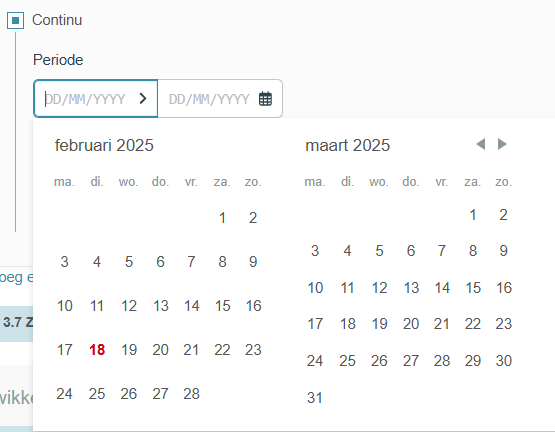 Continu
Periode
DD/MM/YYYY DD/MM/YYYY
februari 2025
ma. di. wo. do. vr. za. zo.
1 2
3 4 5 6 7 8 9
10 11 12 13 14 15 16
17 18 19 20 21 22 23
24 25 26 27 28
maart 2025
ma. di. wo. do. vr. za. zo.
1 2
3 4 5 6 7 8 9
10 11 12 13 14 15 16
17 18 19 20 21 22 23
24 25 26 27 28 29 30
31
oeg e
3.7 Z
wikke